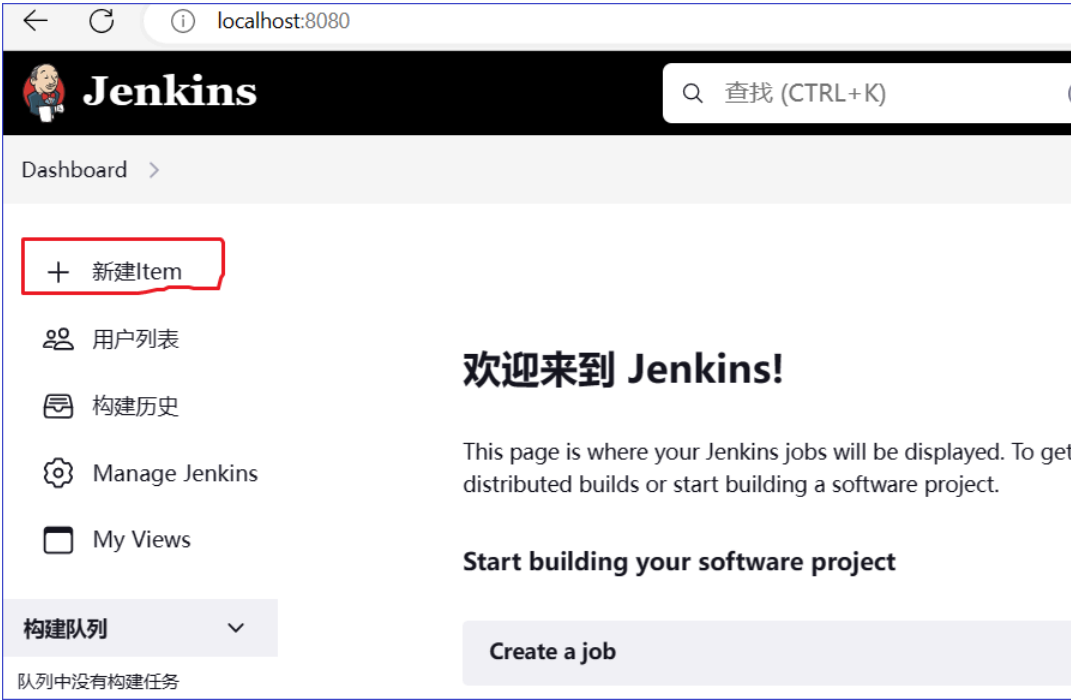 localhost:8080
Jenkins
查找 (CTRL+K)
Dashboard
新建Item
用户列表
构建历史
Manage Jenkins
My Views
构建队列
队列中没有构建任务
欢迎来到 Jenkins!
This page is where your Jenkins jobs will be displayed. To get
distributed builds or start building a software project.
Start building your software project
Create a job